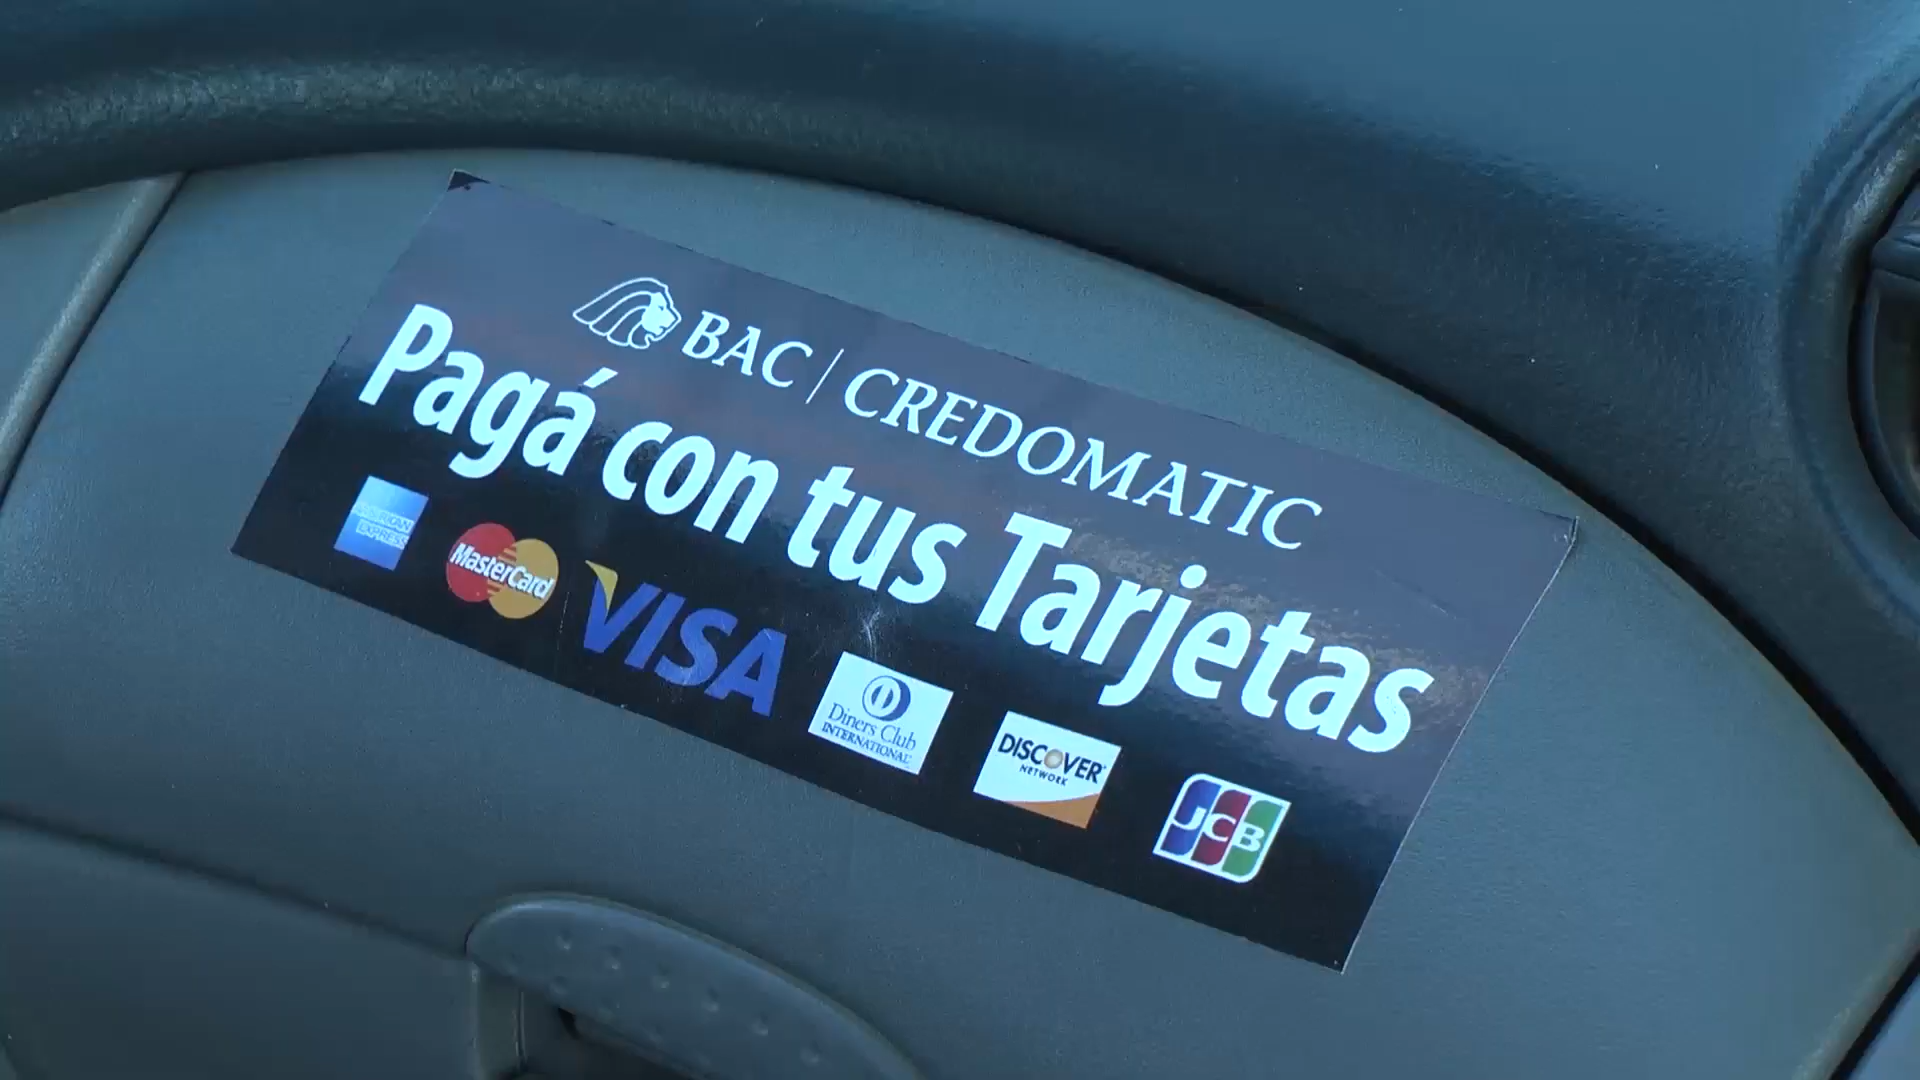 BAC | CREDOMATIC
Pagá con tus Tarjetas
AMERICAN
EXPRESS
MasterCard
VISA
Diners Club
INTERNATIONAL
DISCOVER
NETWORK
JCB